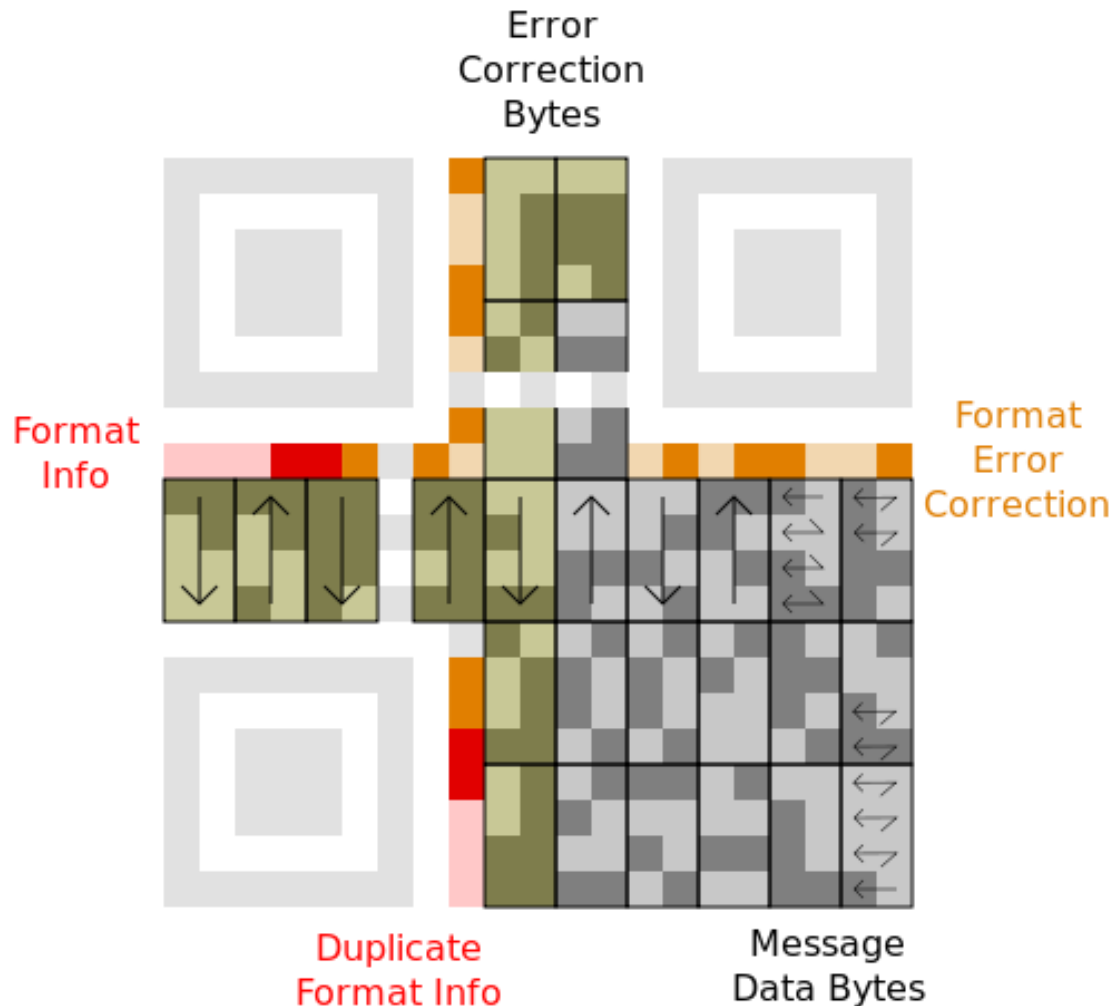 Error
Correction
Bytes
Format
Info
Format
Error
Correction
Duplicate
Format Info
Message
Data Bytes